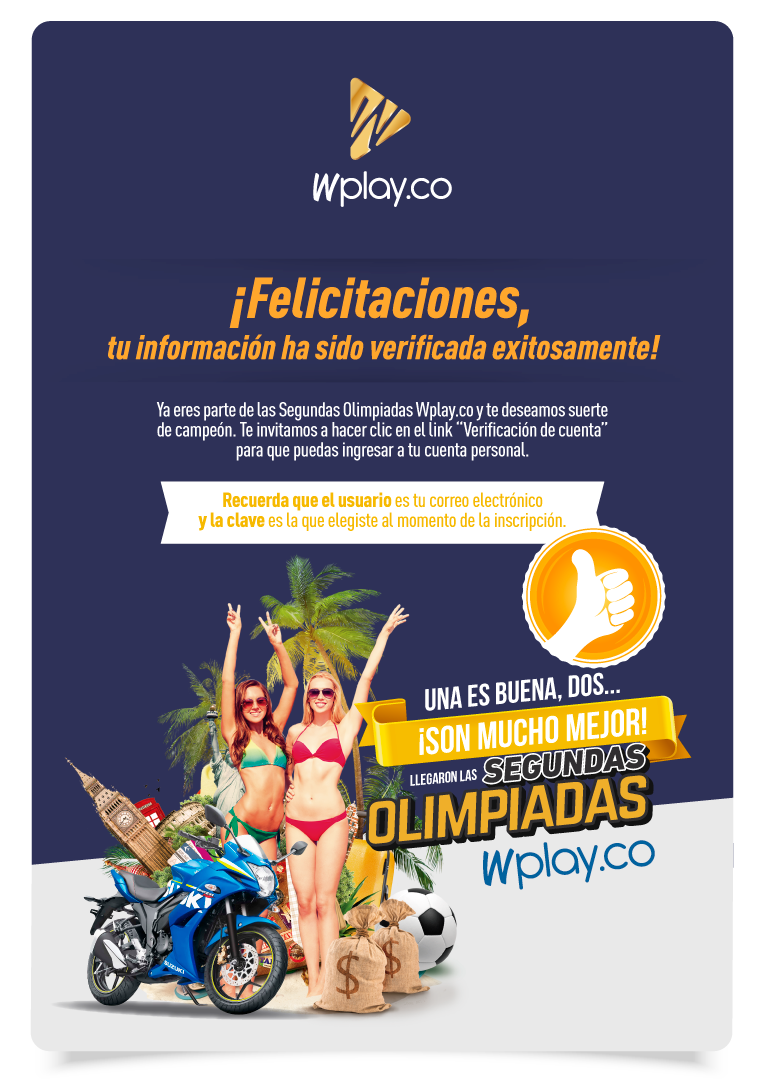 Wplay.co
¡Felicitaciones,
tu información ha sido verificada exitosamente!
Ya eres parte de las Segundas Olimpiadas Wplay.co y te deseamos suerte
de campeón. Te invitamos a hacer clic en el link “Verificación de cuenta”
para que puedas ingresar a tu cuenta personal.
Recuerda que el usuario es tu correo electrónico
y la clave es la que elegiste al momento de la inscripción.
UNA ES BUENA, DOS...
¡SON MUCHO MEJOR!
LLEGARON LAS SEGUNDAS
OLIMPIADAS
Wplay.co
SUZUKI
$
$